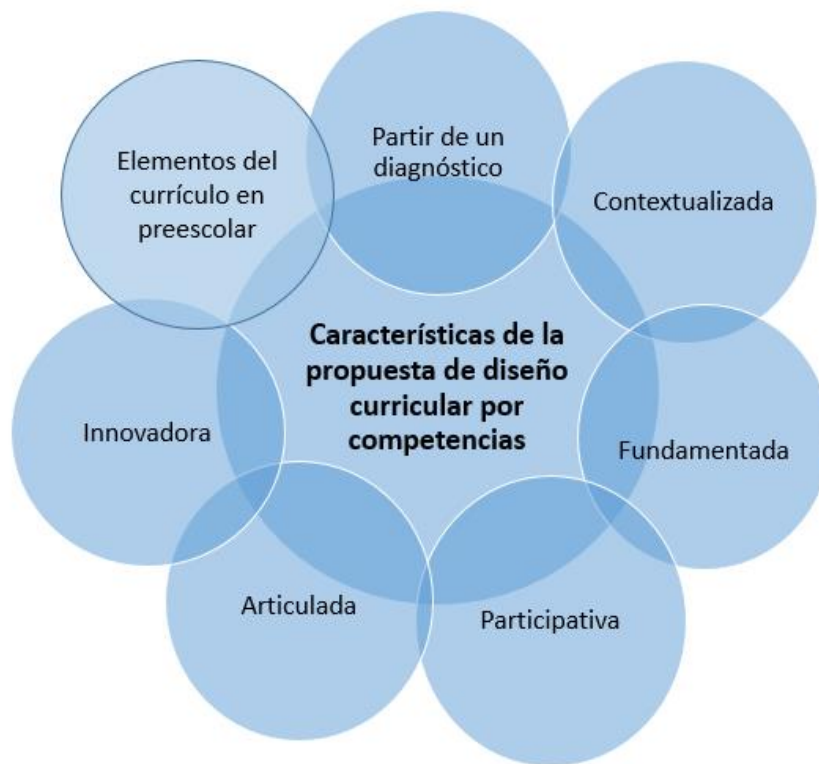 Partir de un
diagnóstico
Elementos del
currículo en
preescolar
Contextualizada
Características de la
propuesta de diseño
curricular por
competencias
Innovadora
Fundamentada
Articulada
Participativa